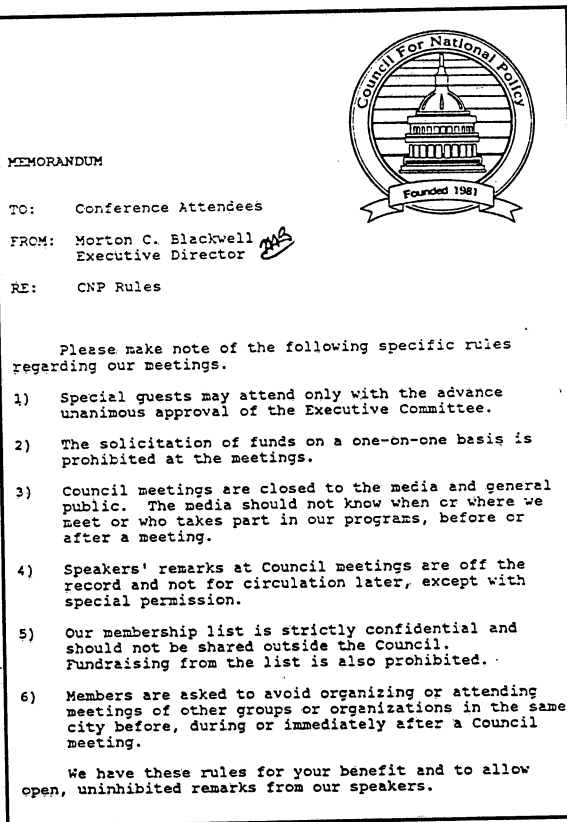 Council For National Policy
Founded 1981
MEMORANDUM
TO: Conference Attendees
FROM: Morton C. Blackwell
Executive Director
RE: CNP Rules
Please make note of the following specific rules
regarding our meetings.
1) Special guests may attend only with the advance
unanimous approval of the Executive Committee.
2) The solicitation of funds on a one-on-one basis is
prohibited at the meetings.
3) Council meetings are closed to the media and general
public. The media should not know when or where we
meet or who takes part in our programs, before or
after a meeting.
4) Speakers' remarks at Council meetings are off the
record and not for circulation later, except with
special permission.
5) Our membership list is strictly confidential and
should not be shared outside the Council.
Fundraising from the list is also prohibited.
6) Members are asked to avoid organizing or attending
meetings of other groups or organizations in the same
city before, during or immediately after a Council
meeting.
We have these rules for your benefit and to allow
open, uninhibited remarks from our speakers.